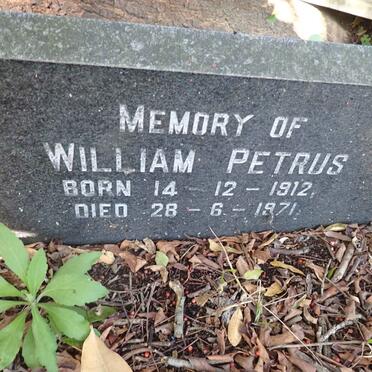 MEMORY OF
WILLIAM PETRUS
BORN 14 - 12 - 1912.
DIED 28 - 6 - 1971.